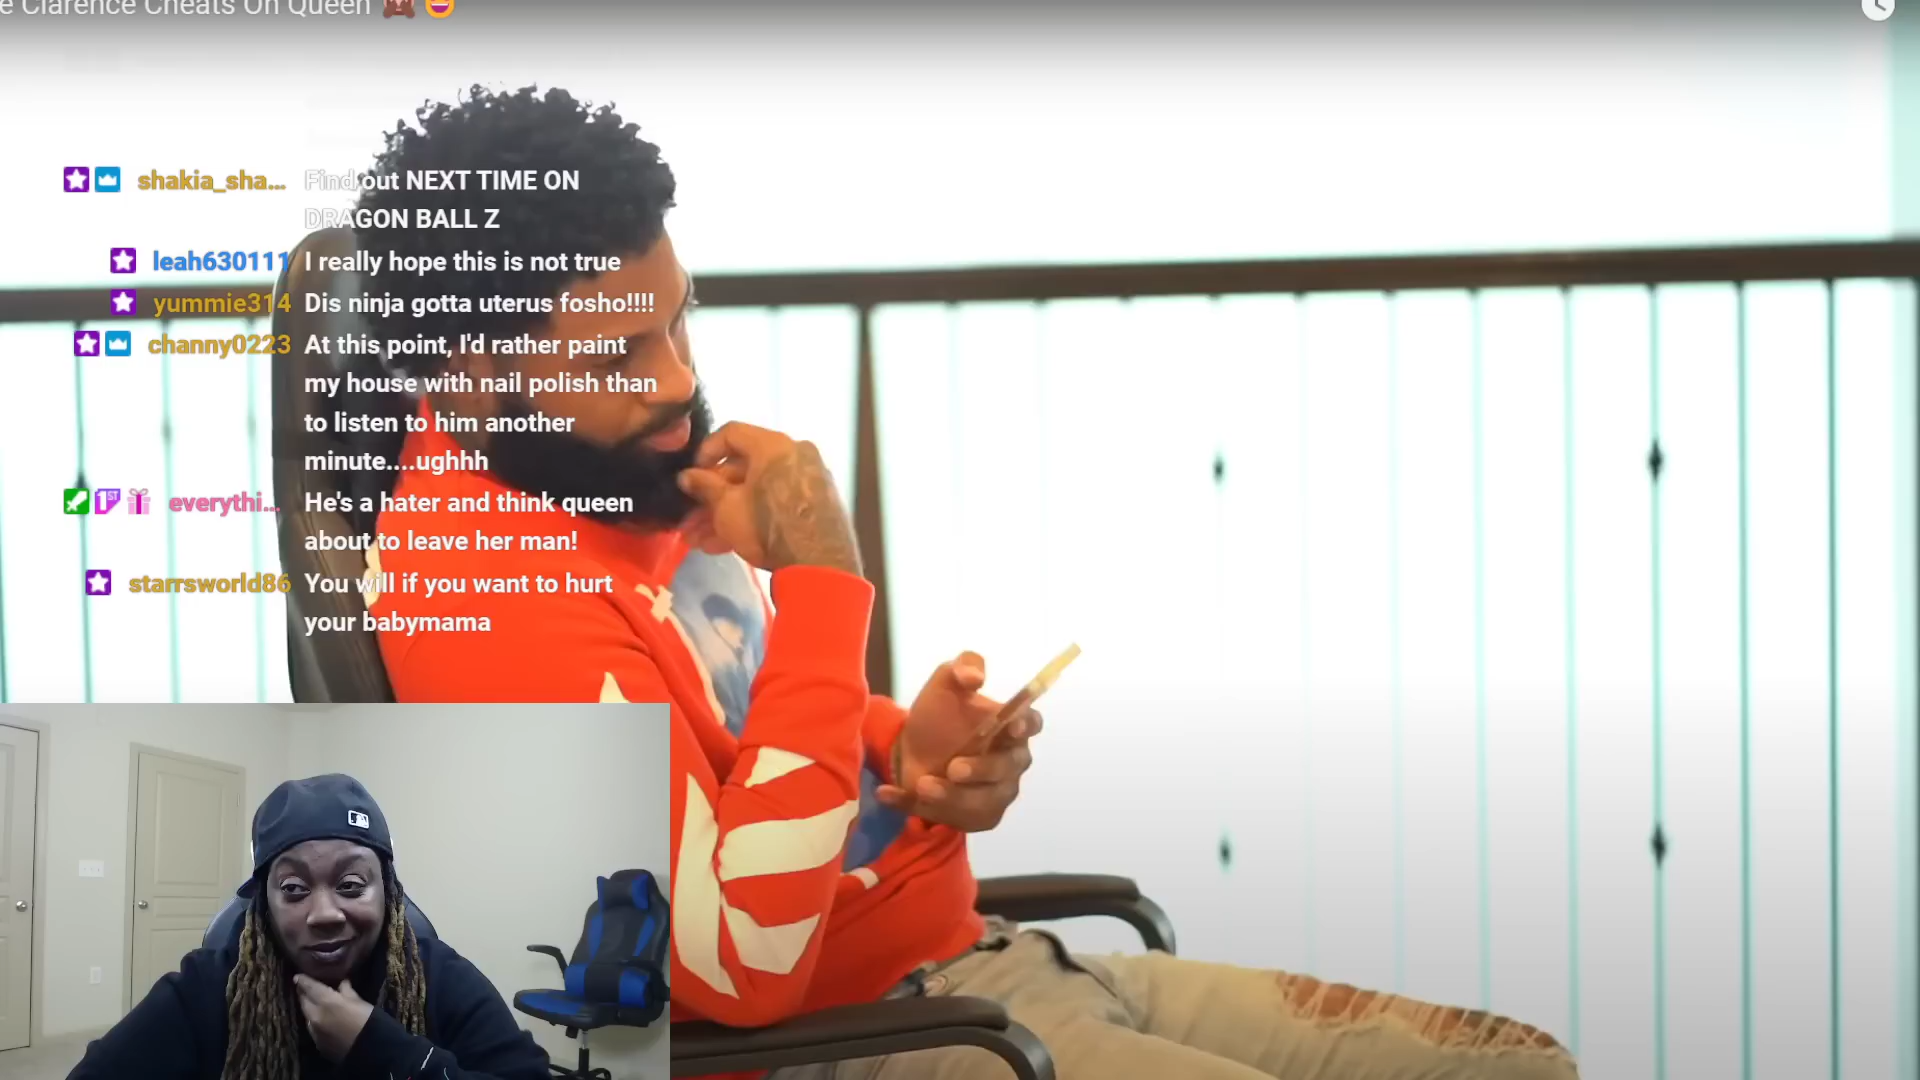 e Clarence Cheats On Queen
shakia_sha... Find out NEXT TIME ON
DRAGON BALL Z
leah630111 I really hope this is not true
yummie314 Dis ninja gotta uterus fosho!!!!
channy0223 At this point, I'd rather paint
my house with nail polish than
to listen to him another
minute....ughhh
1ST everythi... He's a hater and think queen
about to leave her man!
starrsworld86 You will if you want to hurt
your babymama